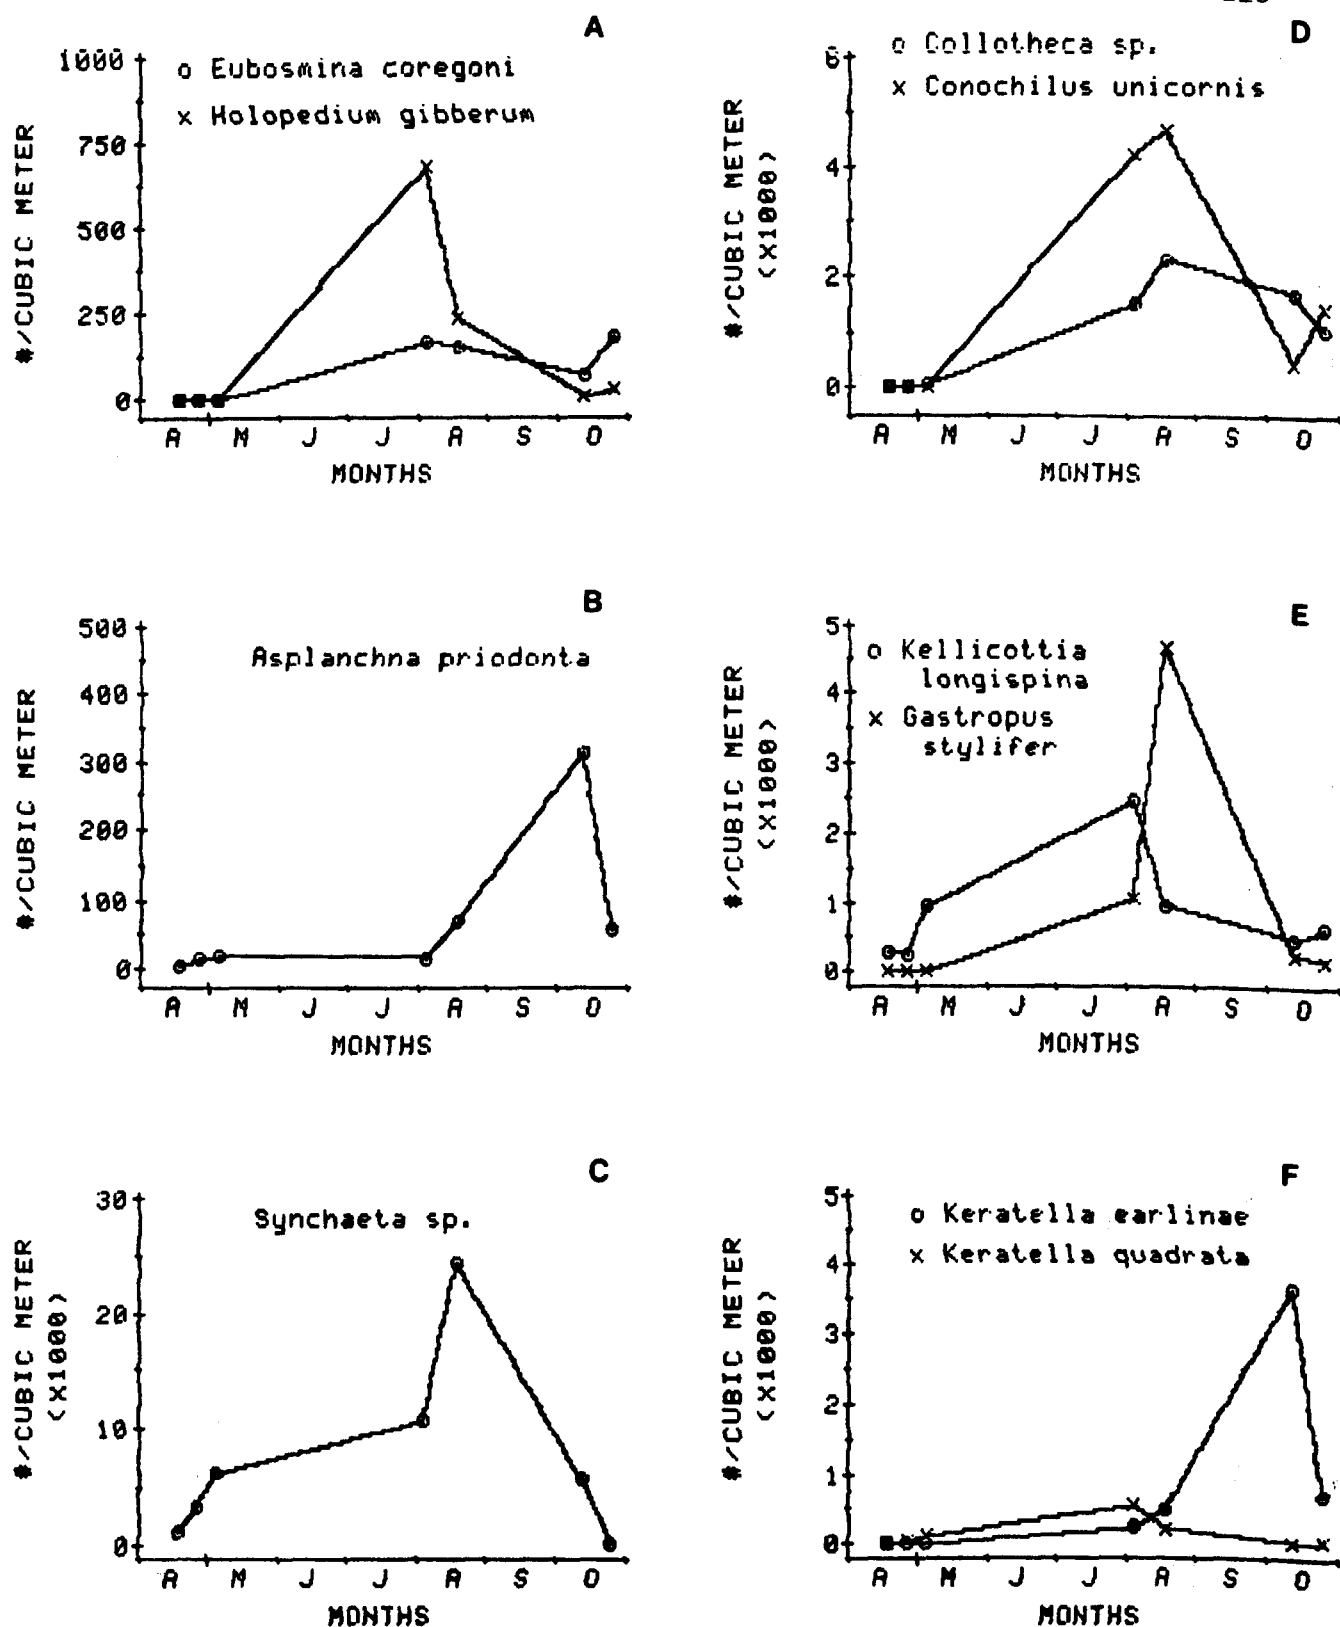 A
1000
o Eubosmina coregoni
x Holopedium gibberum
750
500
250
0
#/CUBIC METER
A M J J A S O
MONTHS
B
500
Asplanchna priodonta
400
300
200
100
0
#/CUBIC METER
A M J J A S O
MONTHS
C
30
Synchaeta sp.
20
10
0
#/CUBIC METER
(X1000)
A M J J A S O
MONTHS
D
o Collotheca sp.
6
x Conochilus unicornis
4
2
0
#/CUBIC METER
(X1000)
A M J J A S O
MONTHS
E
5
o Kellicottia
longispina
4
x Gastropus
stylifer
3
2
1
0
#/CUBIC METER
(X1000)
A M J J A S O
MONTHS
F
5
o Keratella earlinae
x Keratella quadrata
4
3
2
1
0
#/CUBIC METER
(X1000)
A M J J A S O
MONTHS